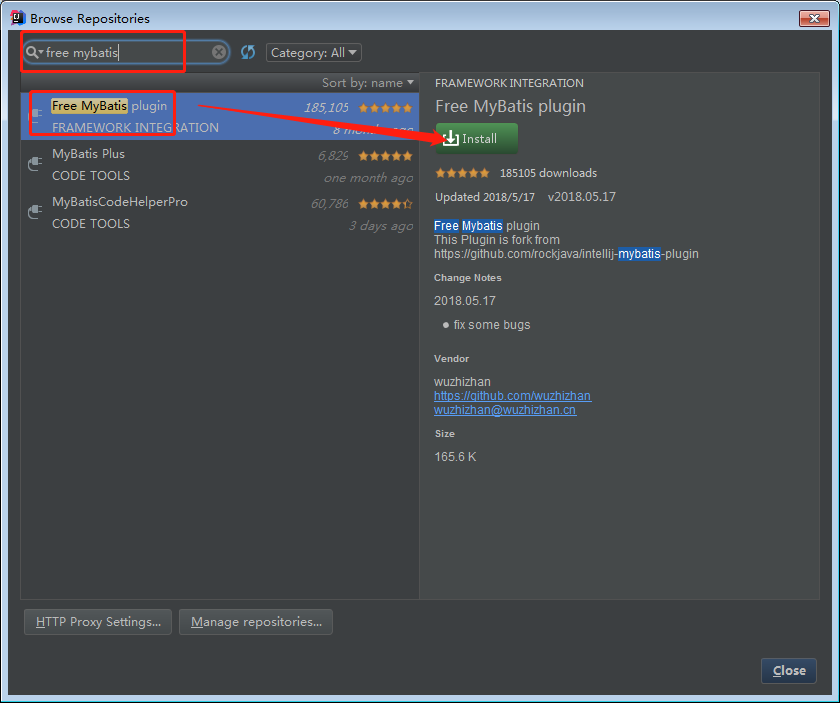 Browse Repositories
free mybatis
Category: All
Sort by: name
Free MyBatis plugin
185,105
FRAMEWORK INTEGRATION
8 months ago
MyBatis Plus
6,829
CODE TOOLS
one month ago
MyBatisCodeHelperPro
60,786
CODE TOOLS
3 days ago
FRAMEWORK INTEGRATION
Free MyBatis plugin
Install
185105 downloads
Updated 2018/5/17 v2018.05.17
Free Mybatis plugin
This Plugin is fork from
https://github.com/rockjava/intellij-mybatis-plugin
Change Notes
2018.05.17
fix some bugs
Vendor
wuzhizhan
https://github.com/wuzhizhan
wuzhizhan@wuzhizhan.cn
Size
165.6 K
HTTP Proxy Settings...
Manage repositories...
Close